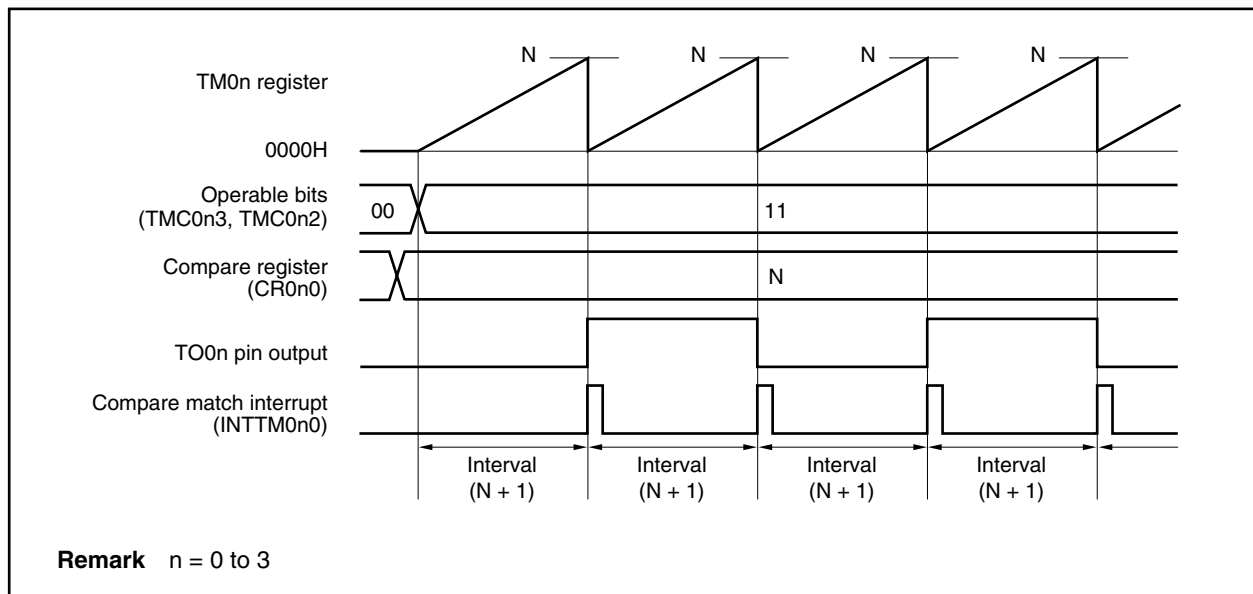 N N N N
TM0n register
0000H
Operable bits
(TMC0n3, TMC0n2)
00 11
Compare register
(CR0n0)
N
TO0n pin output
Compare match interrupt
(INTTM0n0)
Interval Interval Interval Interval
(N + 1) (N + 1) (N + 1) (N + 1)
Remark n = 0 to 3